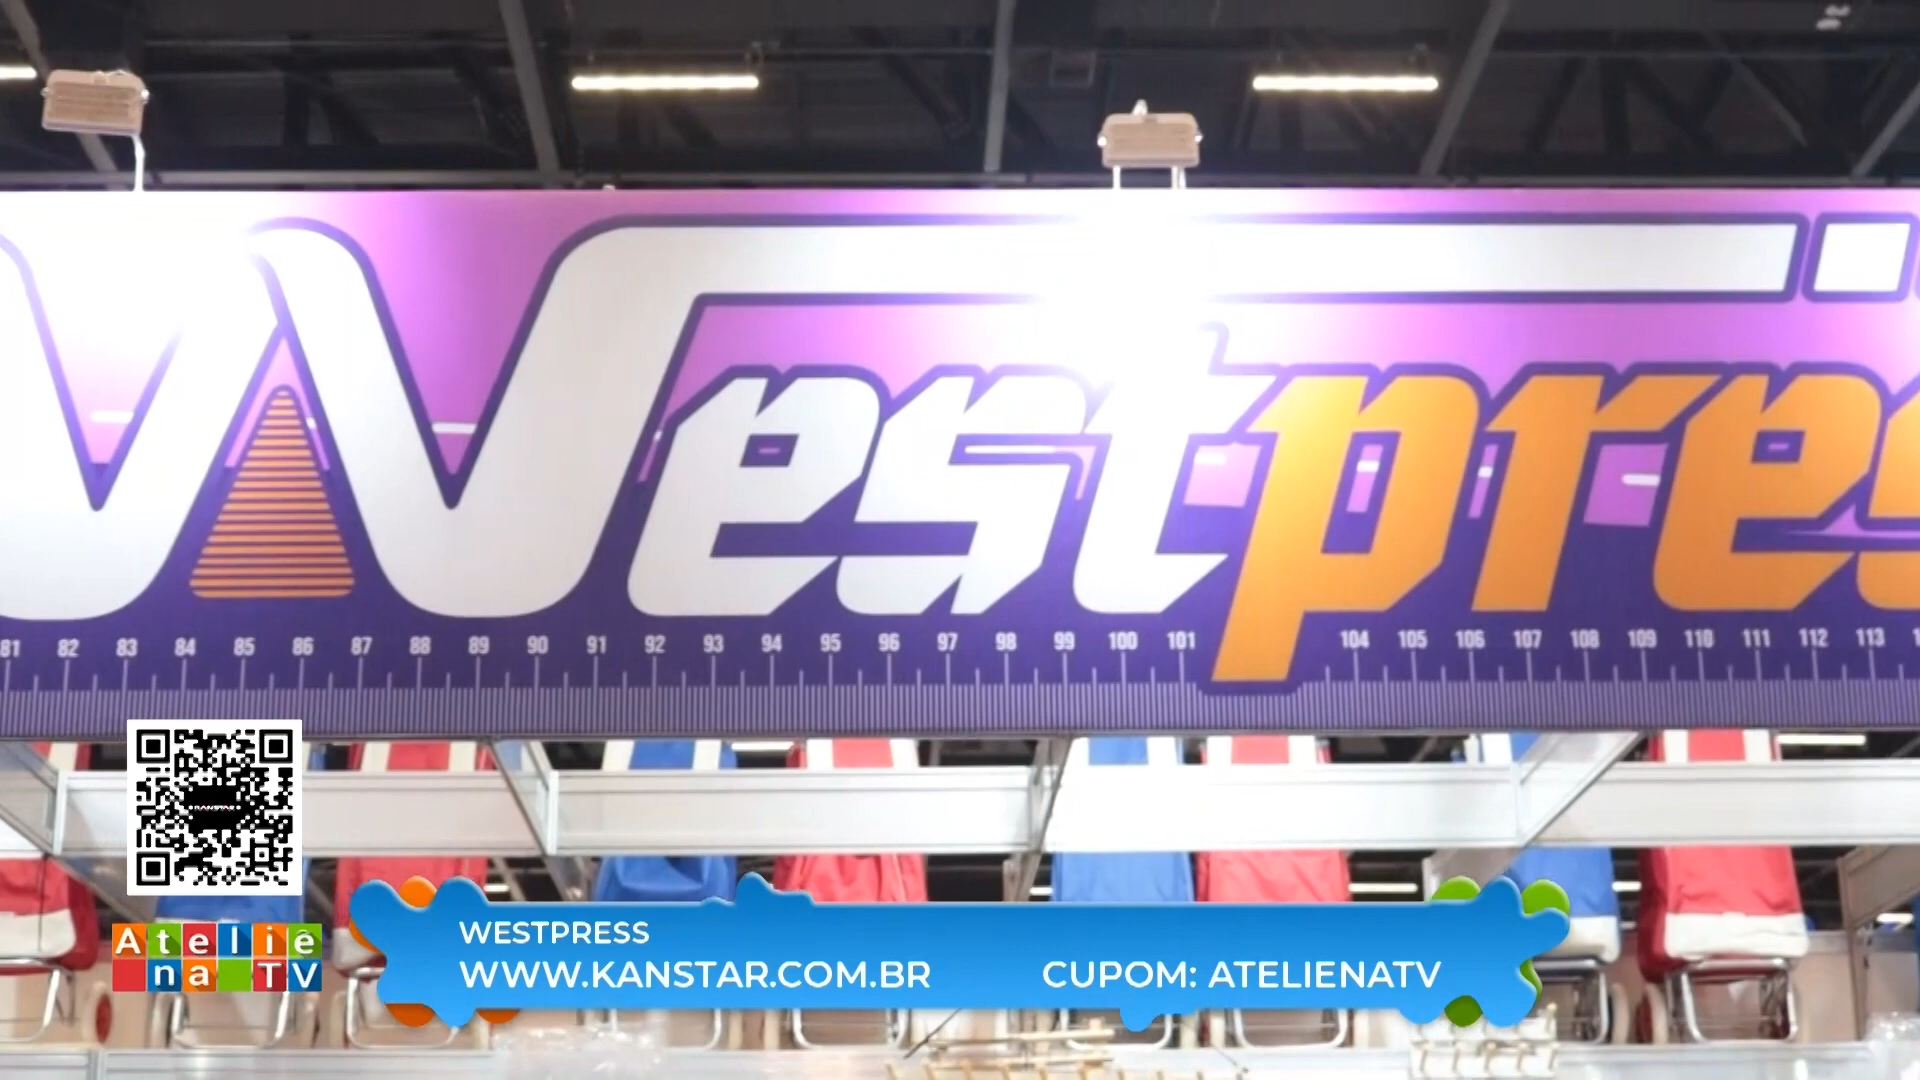 Westpres
81 82 83 84 85 86 87 88 89 90 91 92 93 94 95 96 97 98 99 100 101 104 105 106 107 108 109 110 111 112 113
KANSTAR
Ateliê
na TV
WESTPRESS
WWW.KANSTAR.COM.BR
CUPOM: ATELIENATV